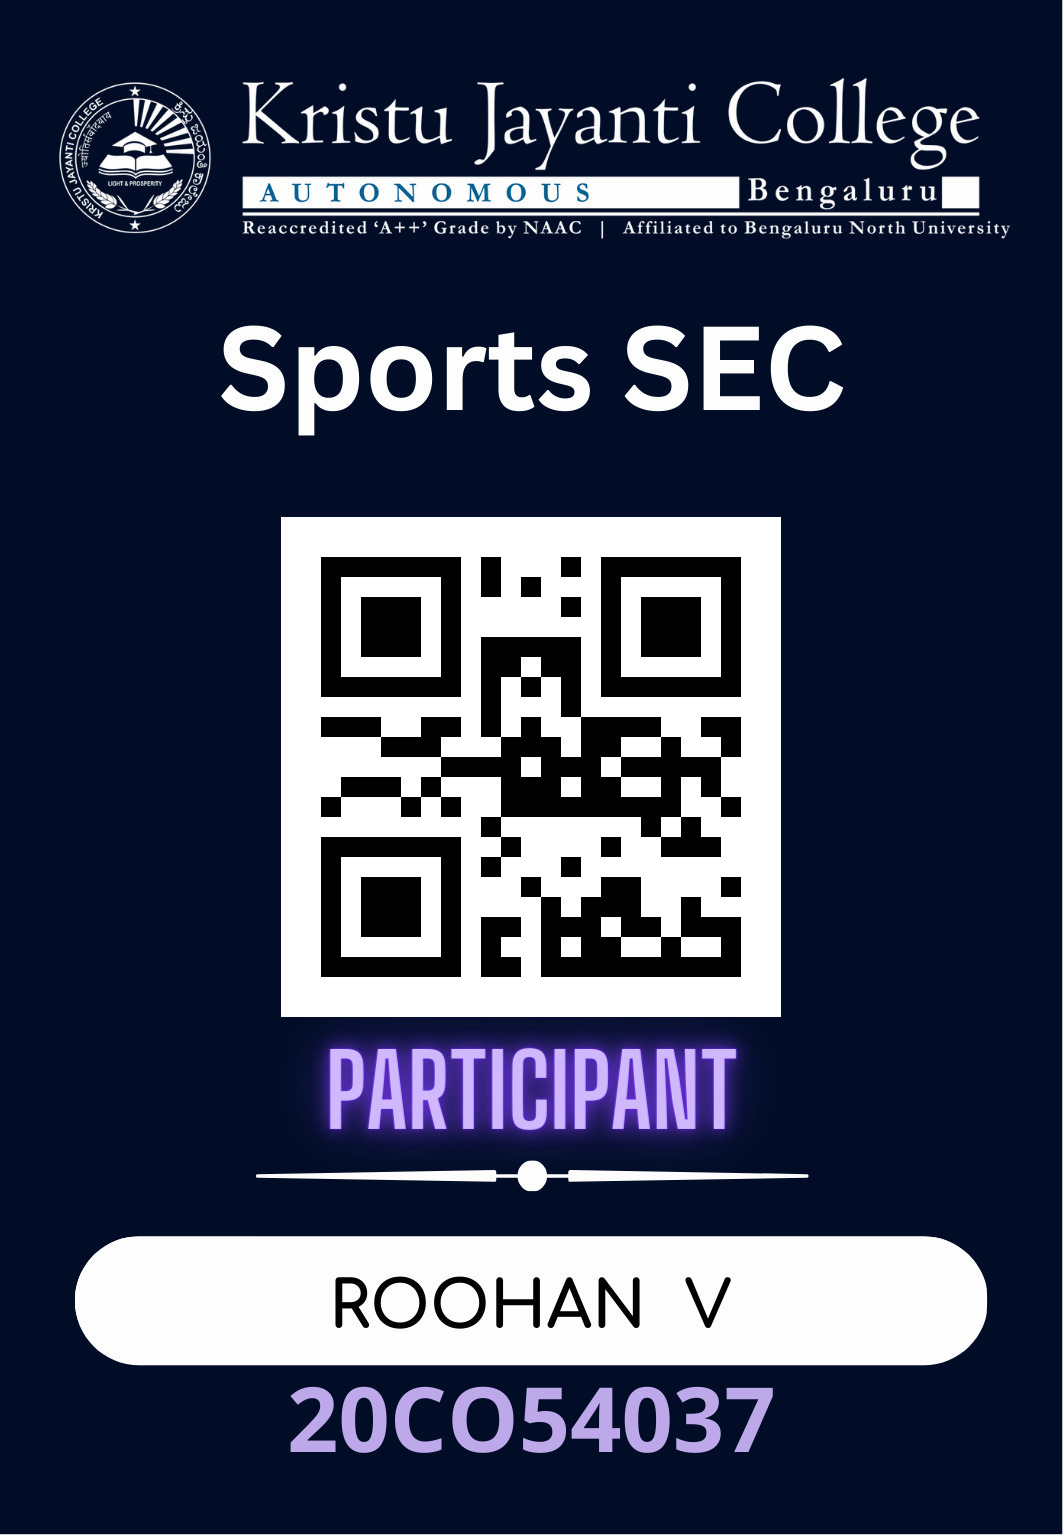 KRISTU JAYANTI COLLEGE
LIGHT & PROSPERITY
Kristu Jayanti College
AUTONOMOUS Bengaluru
Reaccredited ‘A++’ Grade by NAAC | Affiliated to Bengaluru North University
Sports SEC
PARTICIPANT
ROOHAN V
20CO54037